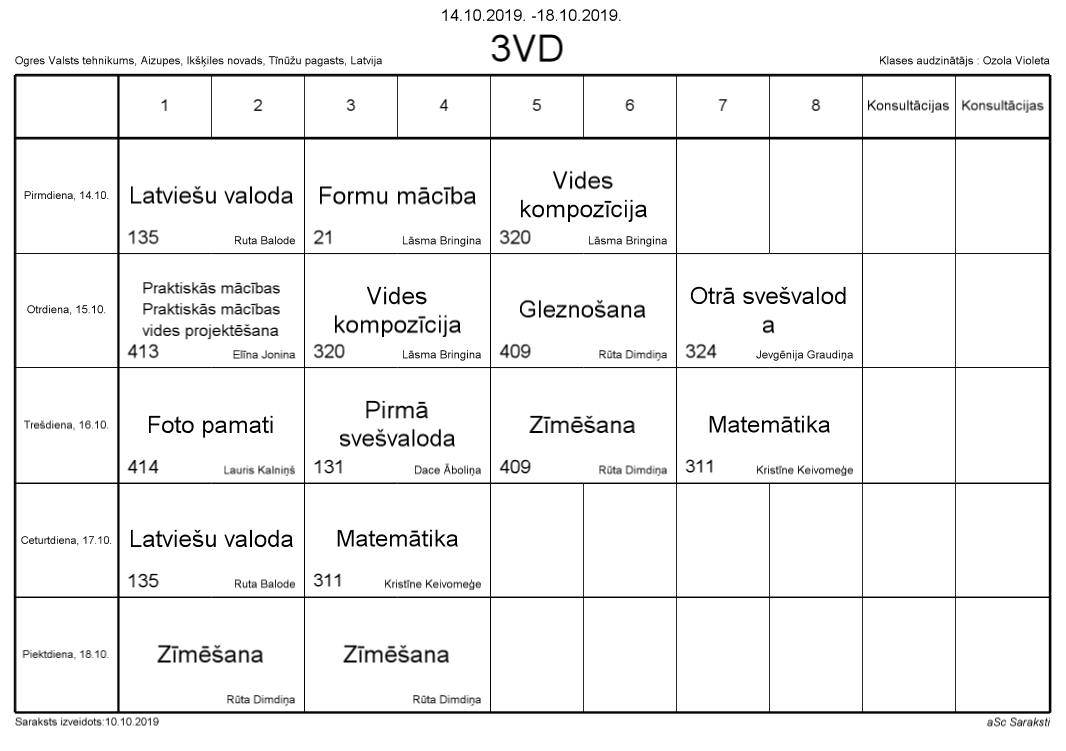 14.10.2019. -18.10.2019.
3VD
Ogres Valsts tehnikums, Aizupes, Ikšķiles novads, Tīnūžu pagasts, Latvija
Klases audzinātājs : Ozola Violeta
1 2 3 4 5 6 7 8 Konsultācijas Konsultācijas
Pirmdiena, 14.10.
Latviešu valoda
135 Ruta Balode
Formu mācība
21 Lāsma Bringina
Vides
kompozīcija
320 Lāsma Bringina
Otrdiena, 15.10.
Praktiskās mācības
Praktiskās mācības
vides projektēšana
413 Elīna Jonina
Vides
kompozīcija
320 Lāsma Bringina
Gleznošana
409 Rūta Dimdiņa
Otrā svešvalod
a
324 Jevgēnija Graudiņa
Trešdiena, 16.10.
Foto pamati
414 Lauris Kalniņš
Pirmā
svešvaloda
131 Dace Āboliņa
Zīmēšana
409 Rūta Dimdiņa
Matemātika
311 Kristīne Keivomeģe
Ceturtdiena, 17.10.
Latviešu valoda
135 Ruta Balode
Matemātika
311 Kristīne Keivomeģe
Piektdiena, 18.10.
Zīmēšana
Rūta Dimdiņa
Zīmēšana
Rūta Dimdiņa
Saraksts izveidots:10.10.2019
aSc Saraksti